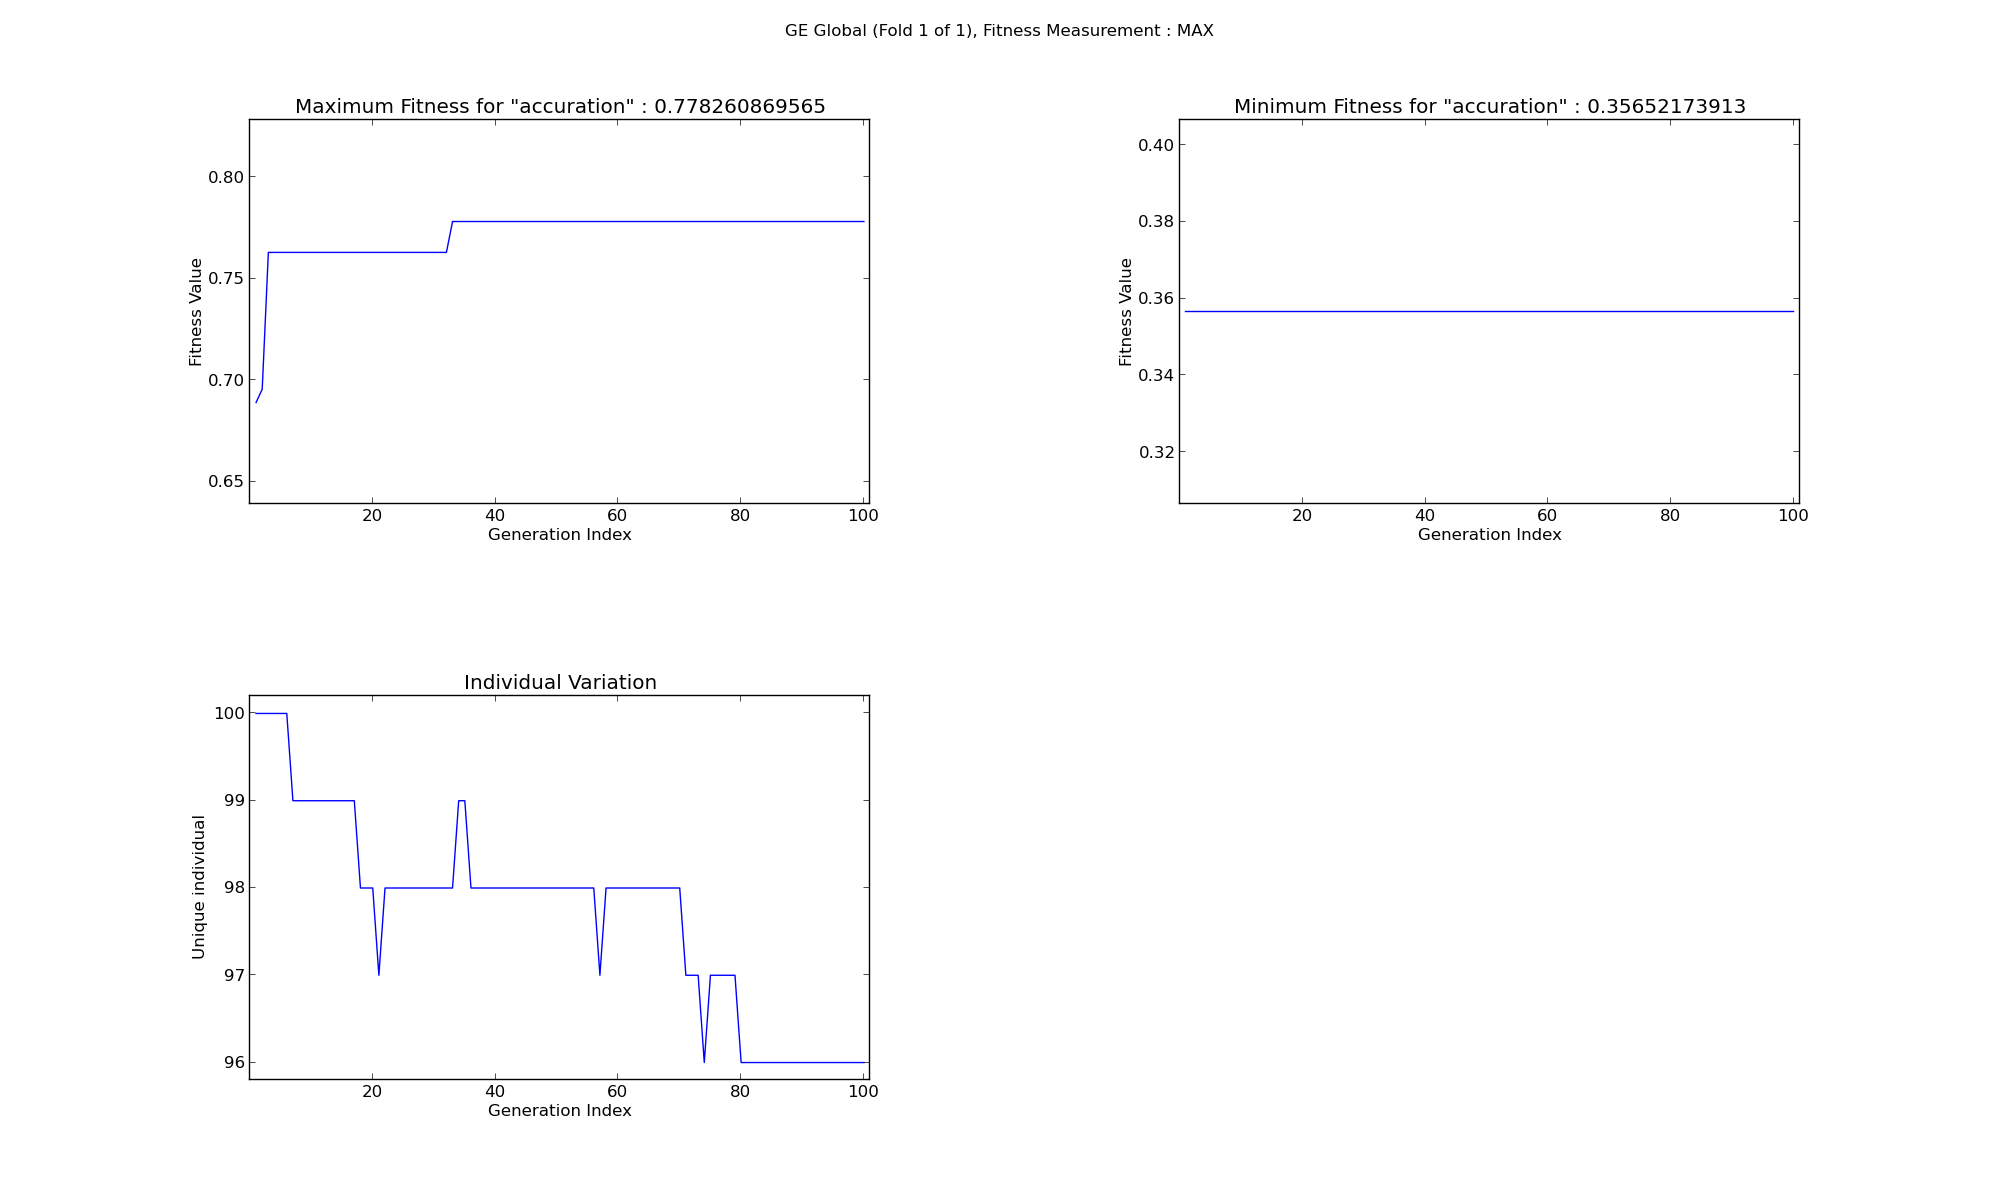 GE Global (Fold 1 of 1), Fitness Measurement : MAX
Maximum Fitness for "accuration" : 0.778260869565
0.80
0.75
0.70
0.65
Fitness Value
20 40 60 80 100
Generation Index
Minimum Fitness for "accuration" : 0.35652173913
0.40
0.38
0.36
0.34
0.32
Fitness Value
20 40 60 80 100
Generation Index
Individual Variation
100
99
98
97
96
Unique individual
20 40 60 80 100
Generation Index